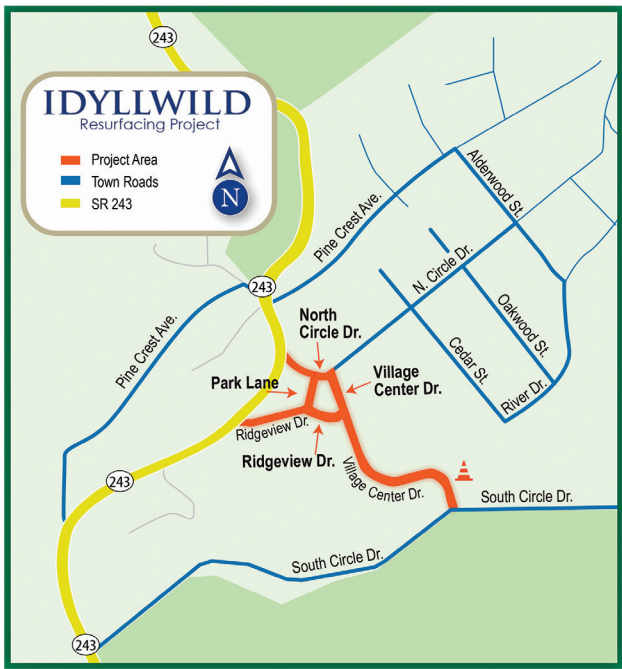 243
IDYLLWILD
Resurfacing Project
Project Area
Town Roads
SR 243
N
Alderwood St.
Pine Crest Ave.
N. Circle Dr.
243
Oakwood St.
North
Circle Dr.
Pine Crest Ave.
Cedar St.
Village
Center Dr.
Park Lane
River Dr.
Ridgeview Dr.
Ridgeview Dr.
Village Center Dr.
243
South Circle Dr.
South Circle Dr.
243